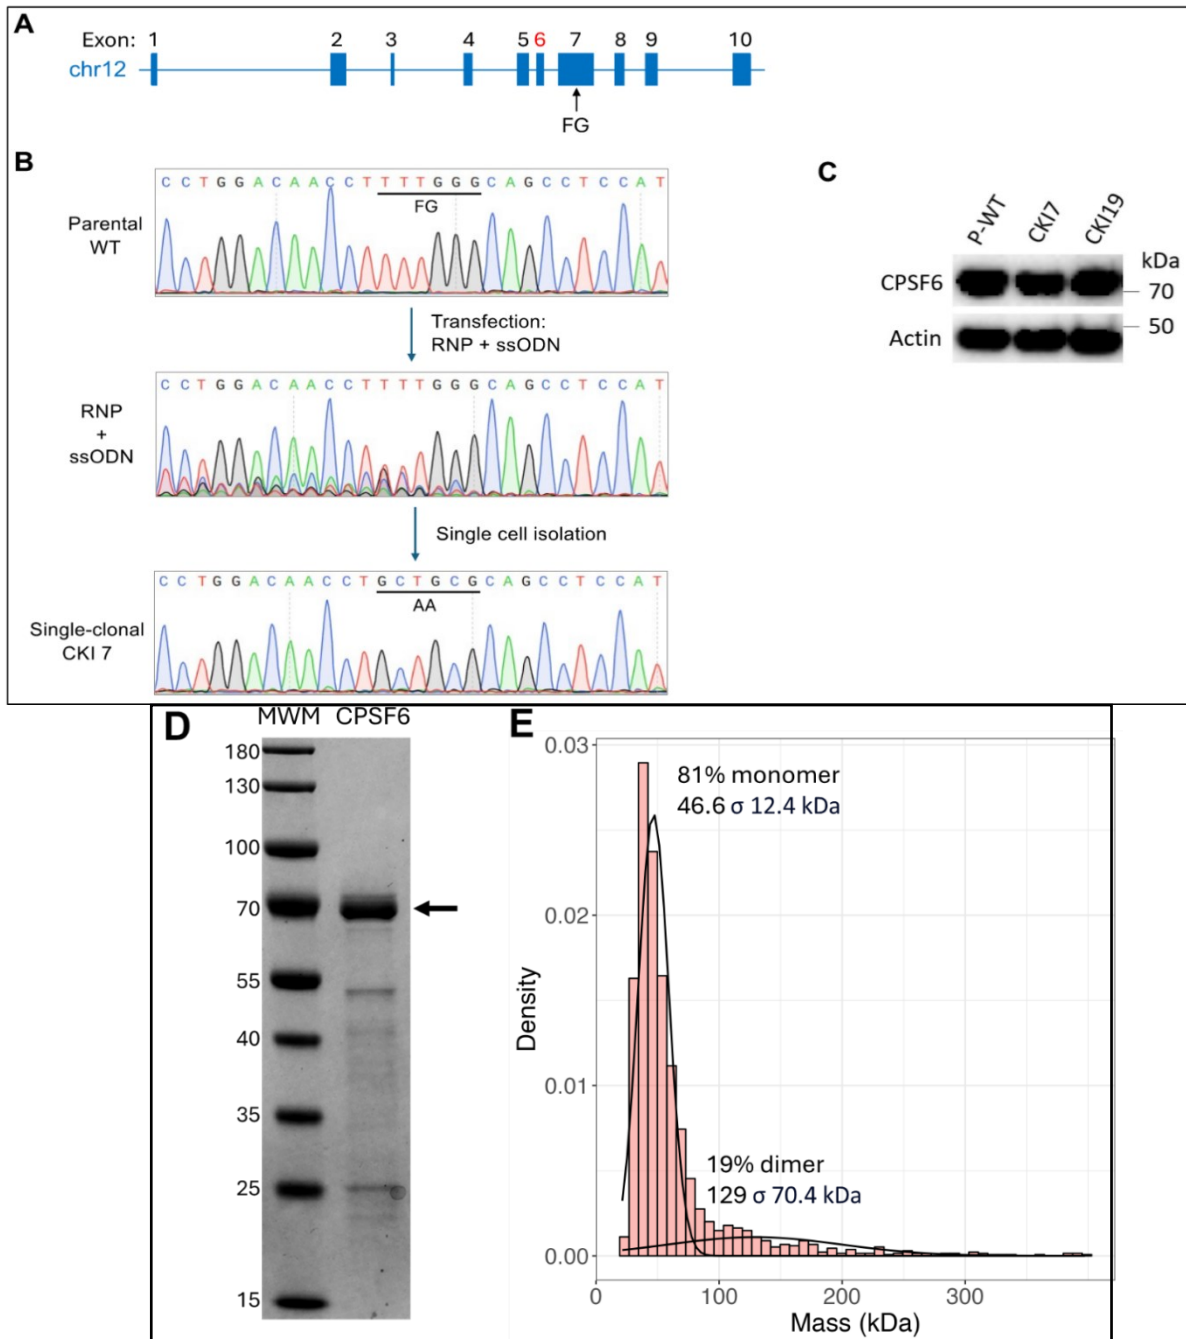 A
Exon: 1 2 3 4 5 6 7 8 9 10
chr12
FG
B
C C T G G A C A A C C T T T T G G G C A G C C T C C A T
FG
Parental
WT
Transfection:
RNP + ssODN
C C T G G A C A A C C T T T T G G G C A G C C T C C A T
RNP
+
ssODN
Single cell isolation
C C T G G A C A A C C T G C T G C G C A G C C T C C A T
AA
Single-clonal
CKI 7
C
P-WT CKI7 CKI19
kDa
CPSF6
70
50
Actin
D
MWM CPSF6
180
130
100
70
55
40
35
25
15
E
0.03
81% monomer
46.6 σ 12.4 kDa
0.02
Density
0.01
19% dimer
129 σ 70.4 kDa
0.00
0 100 200 300
Mass (kDa)